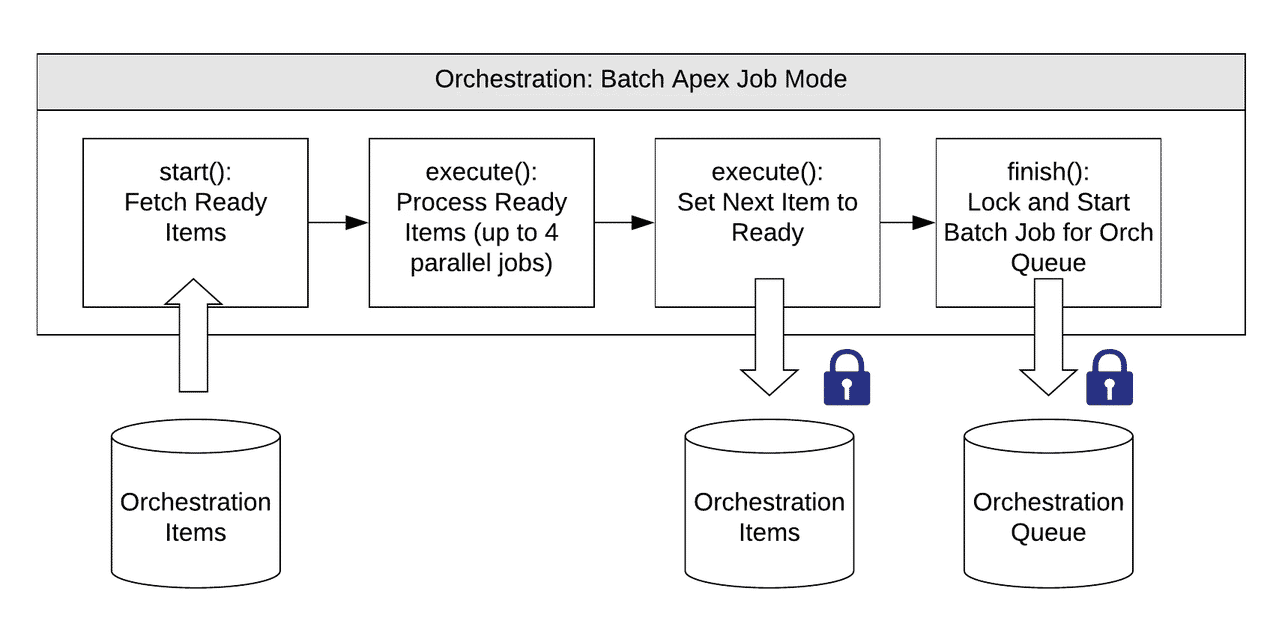 Orchestration: Batch Apex Job Mode
start():
Fetch Ready
Items
execute():
Process Ready
Items (up to 4
parallel jobs)
execute():
Set Next Item to
Ready
finish():
Lock and Start
Batch Job for Orch
Queue
Orchestration
Items
Orchestration
Items
Orchestration
Queue